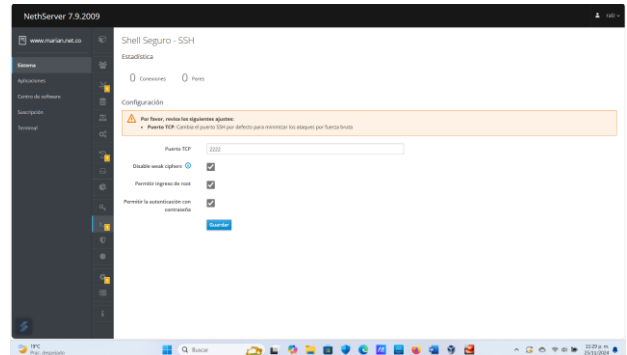 NethServer 7.9.2009
root
www.marian.net.co
Sistema
Aplicaciones
Centro de software
Suscripción
Terminal
Shell Seguro - SSH
Estadística
0 Conexiones 0 Pares
Configuración
Por favor, revise los siguientes ajustes:
• Puerto TCP: Cambia el puerto SSH por defecto para minimizar los ataques por fuerza bruta
Puerto TCP 2222
Disable weak ciphers
Permitir ingreso de root
Permitir la autenticación con
contraseña
Guardar
19°C
Prac. despejado
Buscar
10:29 p. m.
25/11/2024